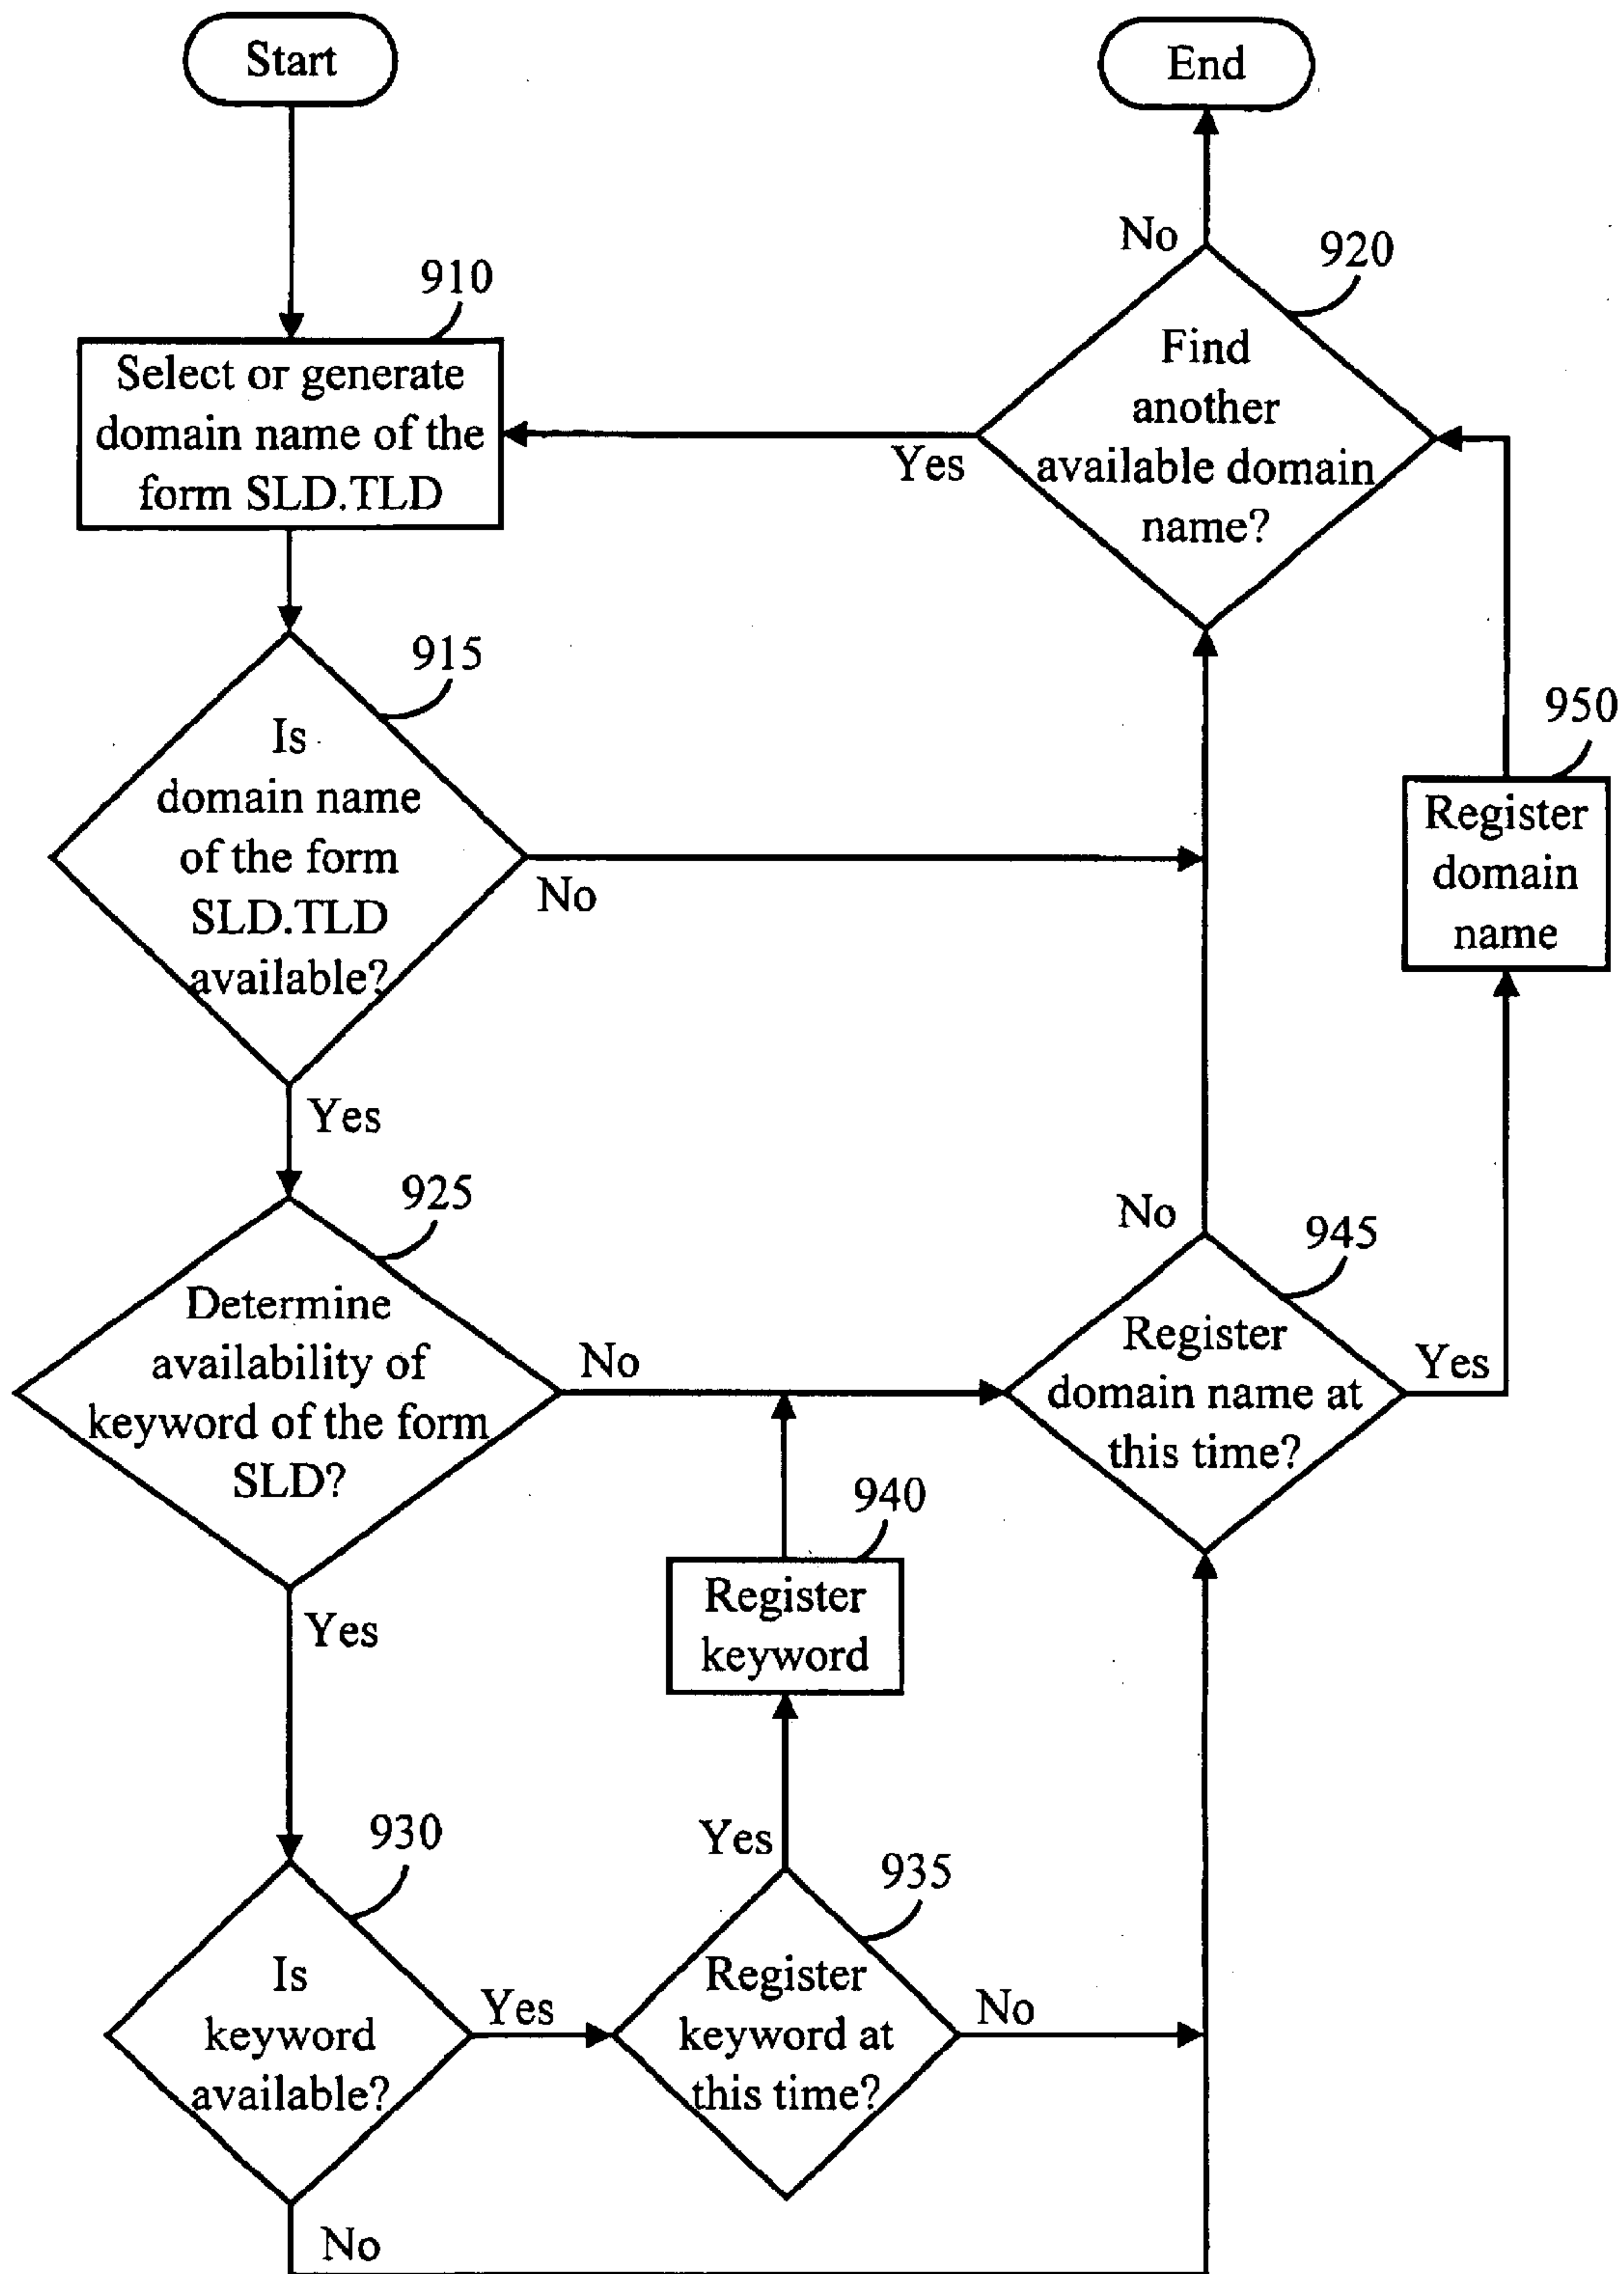 Start
End
No
920
910
Select or generate
domain name of the
form SLD.TLD
Find
another
available domain
name?
Yes
915
Is
domain name
of the form
SLD.TLD
available?
No
950
Register
domain
name
Yes
925
Determine
availability of
keyword of the form
SLD?
No
No
945
Register
domain name at
this time?
Yes
940
Register
keyword
Yes
930
Is
keyword
available?
Yes
Yes
935
Register
keyword at
this time?
No
No